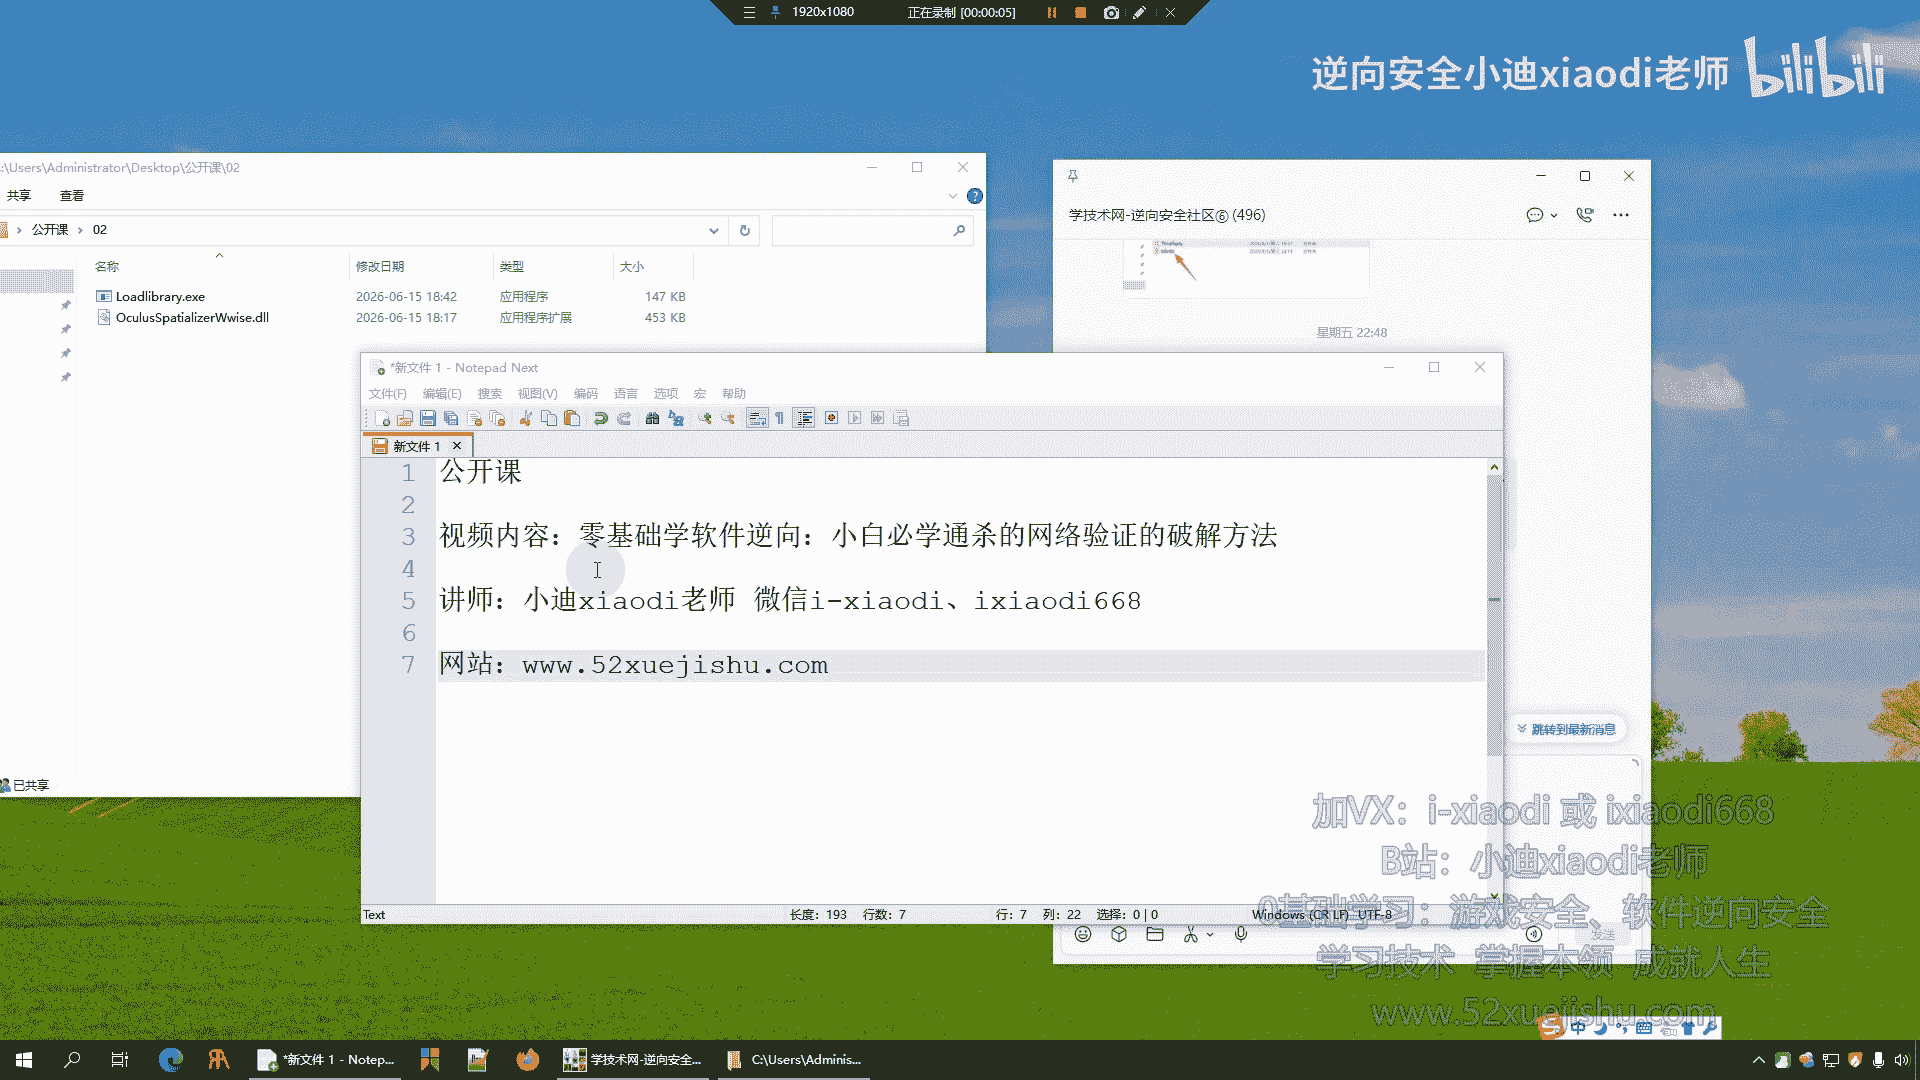 1920x1080
正在录制 [00:00:05]
逆向安全小迪xiaodi老师
bilibili
:\Users\Administrator\Desktop\公开课\02
共享
查看
公开课
02
名称
修改日期
类型
大小
Loadlibrary.exe
2026-06-15 18:42
应用程序
147 KB
OculusSpatializerWwise.dll
2026-06-15 18:17
应用程序扩展
453 KB
已共享
学技术网-逆向安全社区⑥ (496)
星期五 22:48
跳转到最新消息
发送
*新文件 1 - Notepad Next
文件(F)
编辑(E)
搜索
视图(V)
编码
语言
选项
宏
帮助
新文件 1
1 公开课
2
3 视频内容：零基础学软件逆向：小白必学通杀的网络验证的破解方法
4
5 讲师：小迪xiaodi老师 微信i-xiaodi、ixiaodi668
6
7 网站：www.52xuejishu.com
Text
长度：193
行数：7
行：7
列：22
选择：0 | 0
Windows (CR LF)
UTF-8
加VX：i-xiaodi 或 ixiaodi668
B站：小迪xiaodi老师
0基础学习：游戏安全、软件逆向安全
学习技术 掌握本领 成就人生
www.52xuejishu.com
中
*新文件 1 - Notep...
学技术网-逆向安全...
C:\Users\Adminis...